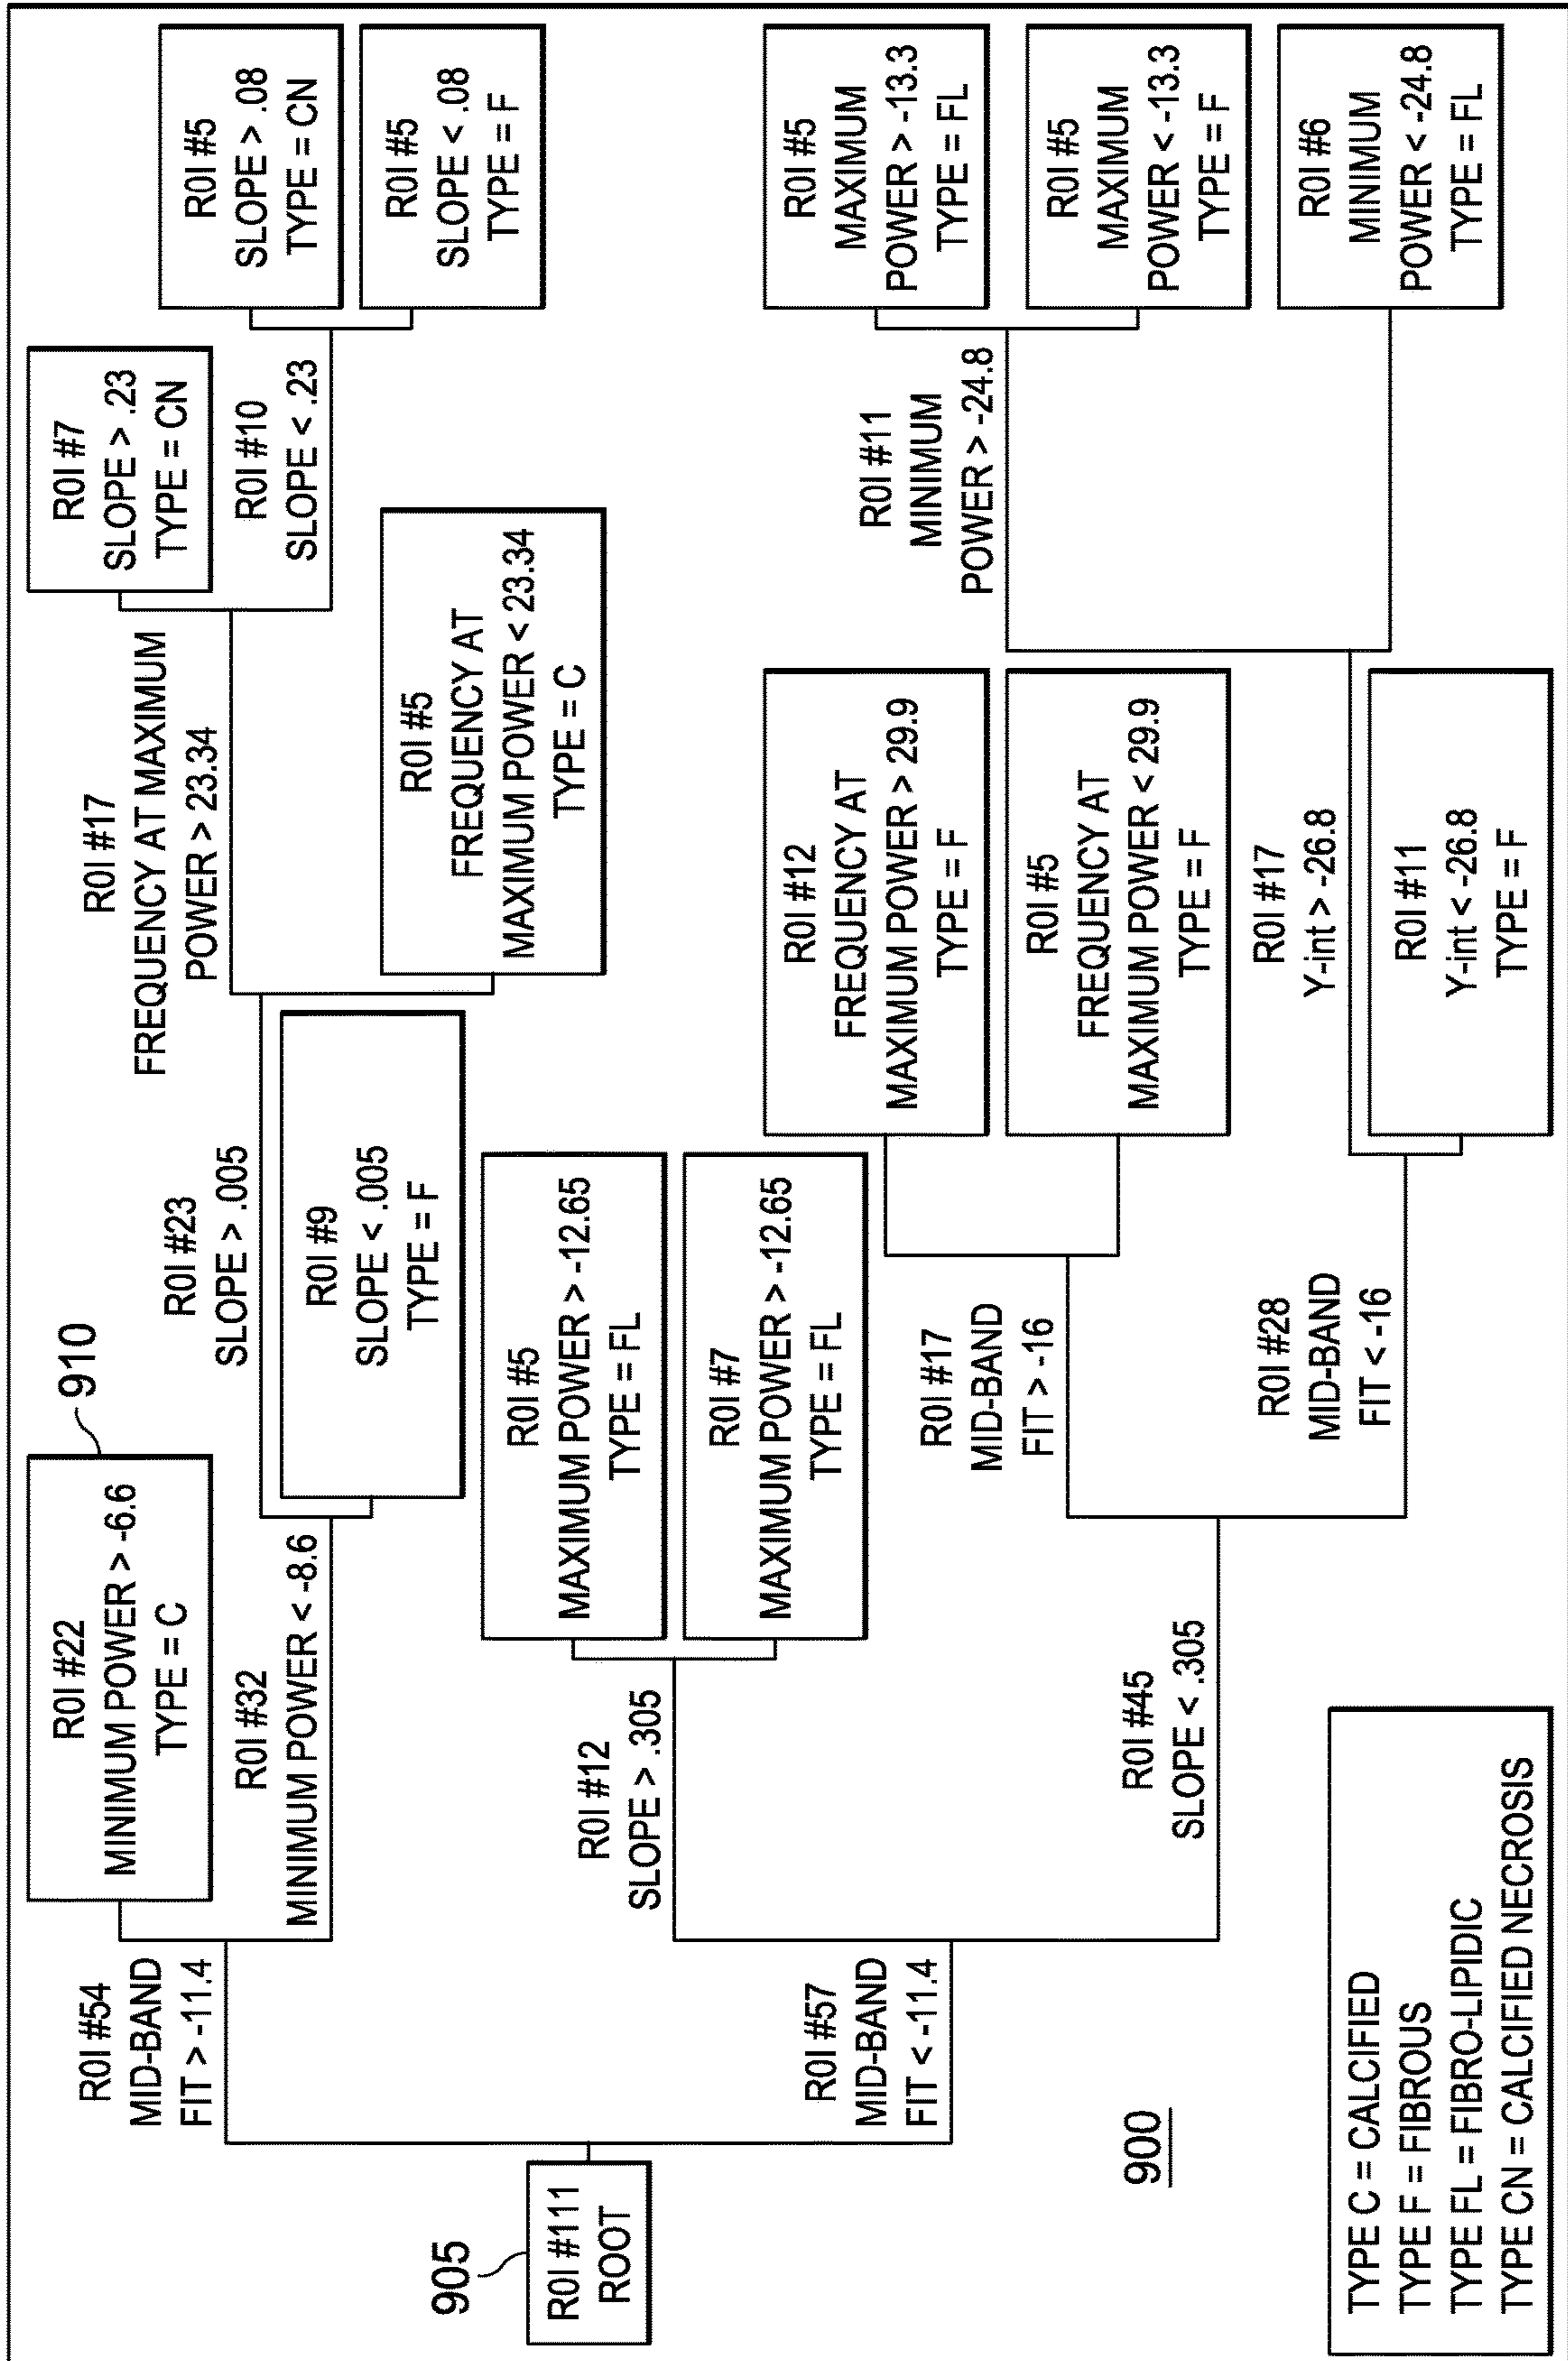 905
R0I #111
ROOT
R0I #54
MID-BAND
FIT > -11.4
R0I #22
MINIMUM POWER > -6.6
TYPE = C
910
R0I #32
MINIMUM POWER < -8.6
R0I #23
SLOPE > .005
R0I #9
SLOPE < .005
TYPE = F
R0I #17
FREQUENCY AT MAXIMUM
POWER > 23.34
R0I #5
FREQUENCY AT
MAXIMUM POWER < 23.34
TYPE = C
R0I #7
SLOPE > .23
TYPE = CN
R0I #10
SLOPE < .23
R0I #5
SLOPE > .08
TYPE = CN
R0I #5
SLOPE < .08
TYPE = F
R0I #57
MID-BAND
FIT < -11.4
R0I #12
SLOPE > .305
R0I #5
MAXIMUM POWER > -12.65
TYPE = FL
R0I #7
MAXIMUM POWER > -12.65
TYPE = FL
R0I #45
SLOPE < .305
R0I #17
MID-BAND
FIT > -16
R0I #12
FREQUENCY AT
MAXIMUM POWER > 29.9
TYPE = F
R0I #5
FREQUENCY AT
MAXIMUM POWER < 29.9
TYPE = F
R0I #28
MID-BAND
FIT < -16
R0I #17
Y-int > -26.8
R0I #11
Y-int < -26.8
TYPE = F
R0I #11
MINIMUM
POWER > -24.8
R0I #5
MAXIMUM
POWER > -13.3
TYPE = FL
R0I #5
MAXIMUM
POWER < -13.3
TYPE = F
R0I #6
MINIMUM
POWER < -24.8
TYPE = FL
900
TYPE C = CALCIFIED
TYPE F = FIBROUS
TYPE FL = FIBRO-LIPIDIC
TYPE CN = CALCIFIED NECROSIS